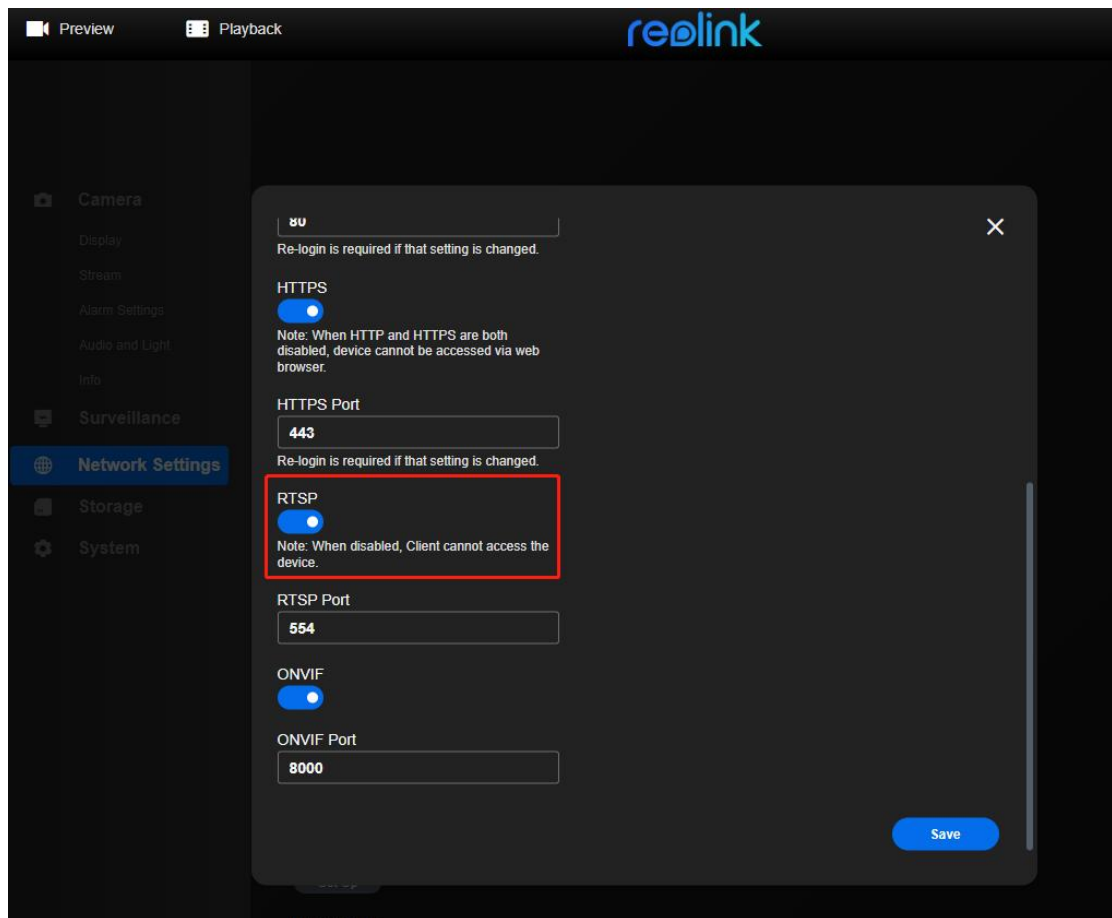 Preview
Playback
reolink
Camera
Display
Stream
Alarm Settings
Audio and Light
Info
Surveillance
Network Settings
Storage
System
80
Re-login is required if that setting is changed.
HTTPS
Note: When HTTP and HTTPS are both
disabled, device cannot be accessed via web
browser.
HTTPS Port
443
Re-login is required if that setting is changed.
RTSP
Note: When disabled, Client cannot access the
device.
RTSP Port
554
ONVIF
ONVIF Port
8000
Save